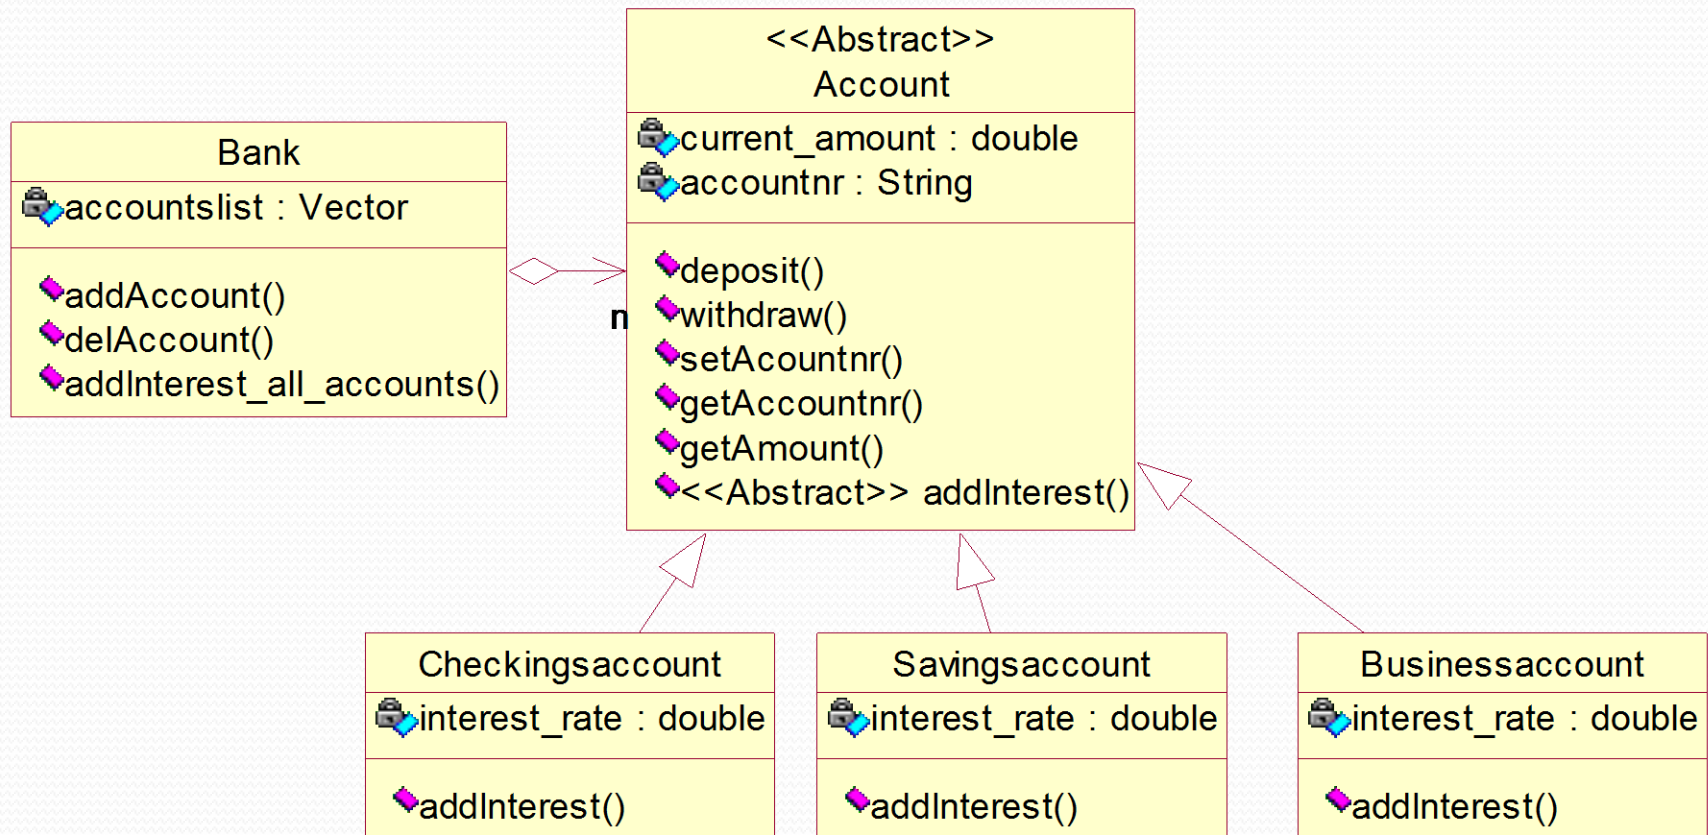 Bank
accountslist : Vector
addAccount()
delAccount()
addInterest_all_accounts()
n
<<Abstract>>
Account
current_amount : double
accountnr : String
deposit()
withdraw()
setAcountnr()
getAccountnr()
getAmount()
<<Abstract>> addInterest()
Checkingsaccount
interest_rate : double
addInterest()
Savingsaccount
interest_rate : double
addInterest()
Businessaccount
interest_rate : double
addInterest()